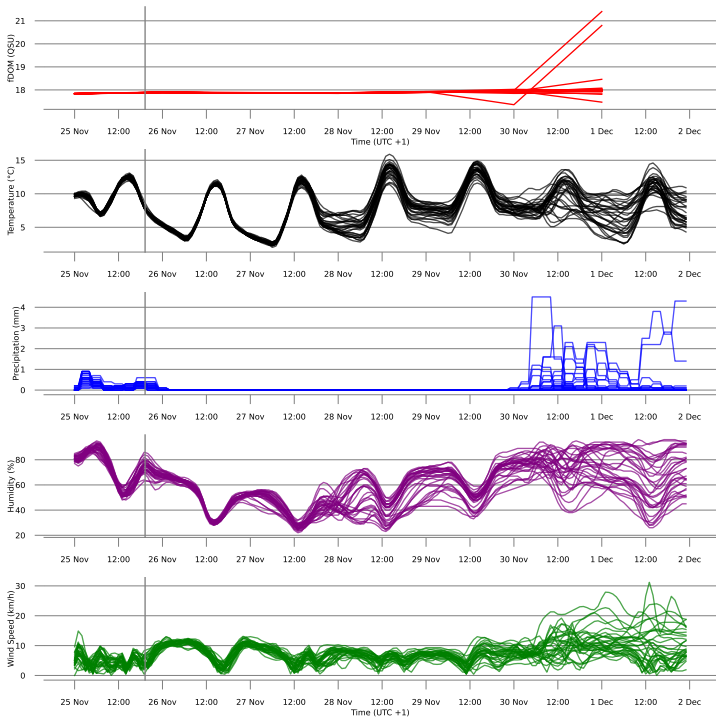 21
20
19
18
fDOM (QSU)
25 Nov 12:00 26 Nov 12:00 27 Nov 12:00 28 Nov 12:00 29 Nov 12:00 30 Nov 12:00 1 Dec 12:00 2 Dec
Time (UTC +1)
15
10
5
Temperature (°C)
25 Nov 12:00 26 Nov 12:00 27 Nov 12:00 28 Nov 12:00 29 Nov 12:00 30 Nov 12:00 1 Dec 12:00 2 Dec
4
3
2
1
0
Precipitation (mm)
25 Nov 12:00 26 Nov 12:00 27 Nov 12:00 28 Nov 12:00 29 Nov 12:00 30 Nov 12:00 1 Dec 12:00 2 Dec
80
60
40
20
Humidity (%)
25 Nov 12:00 26 Nov 12:00 27 Nov 12:00 28 Nov 12:00 29 Nov 12:00 30 Nov 12:00 1 Dec 12:00 2 Dec
30
20
10
0
Wind Speed (km/h)
25 Nov 12:00 26 Nov 12:00 27 Nov 12:00 28 Nov 12:00 29 Nov 12:00 30 Nov 12:00 1 Dec 12:00 2 Dec
Time (UTC +1)